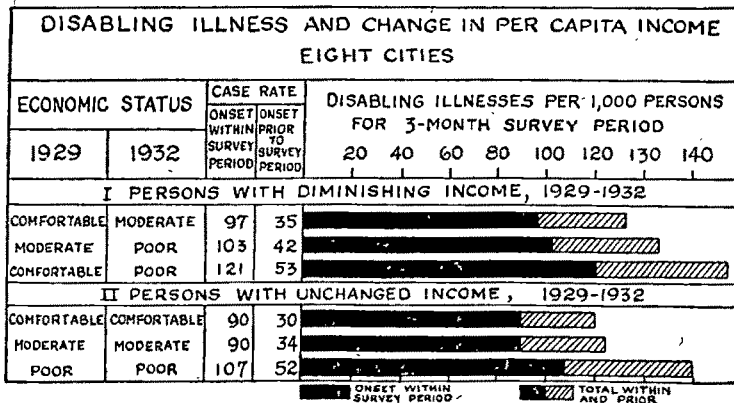 DISABLING ILLNESS AND CHANGE IN PER CAPITA INCOME
EIGHT CITIES
ECONOMIC STATUS
1929 1932
CASE RATE
ONSET WITHIN SURVEY PERIOD
ONSET PRIOR TO SURVEY PERIOD
DISABLING ILLNESSES PER 1,000 PERSONS
FOR 3-MONTH SURVEY PERIOD
20 40 60 80 100 120 130 140
I PERSONS WITH DIMINISHING INCOME, 1929-1932
COMFORTABLE MODERATE 97 35
MODERATE POOR 103 42
COMFORTABLE POOR 121 53
II PERSONS WITH UNCHANGED INCOME, 1929-1932
COMFORTABLE COMFORTABLE 90 30
MODERATE MODERATE 90 34
POOR POOR 107 52
ONSET WITHIN
SURVEY PERIOD
TOTAL WITHIN
AND PRIOR